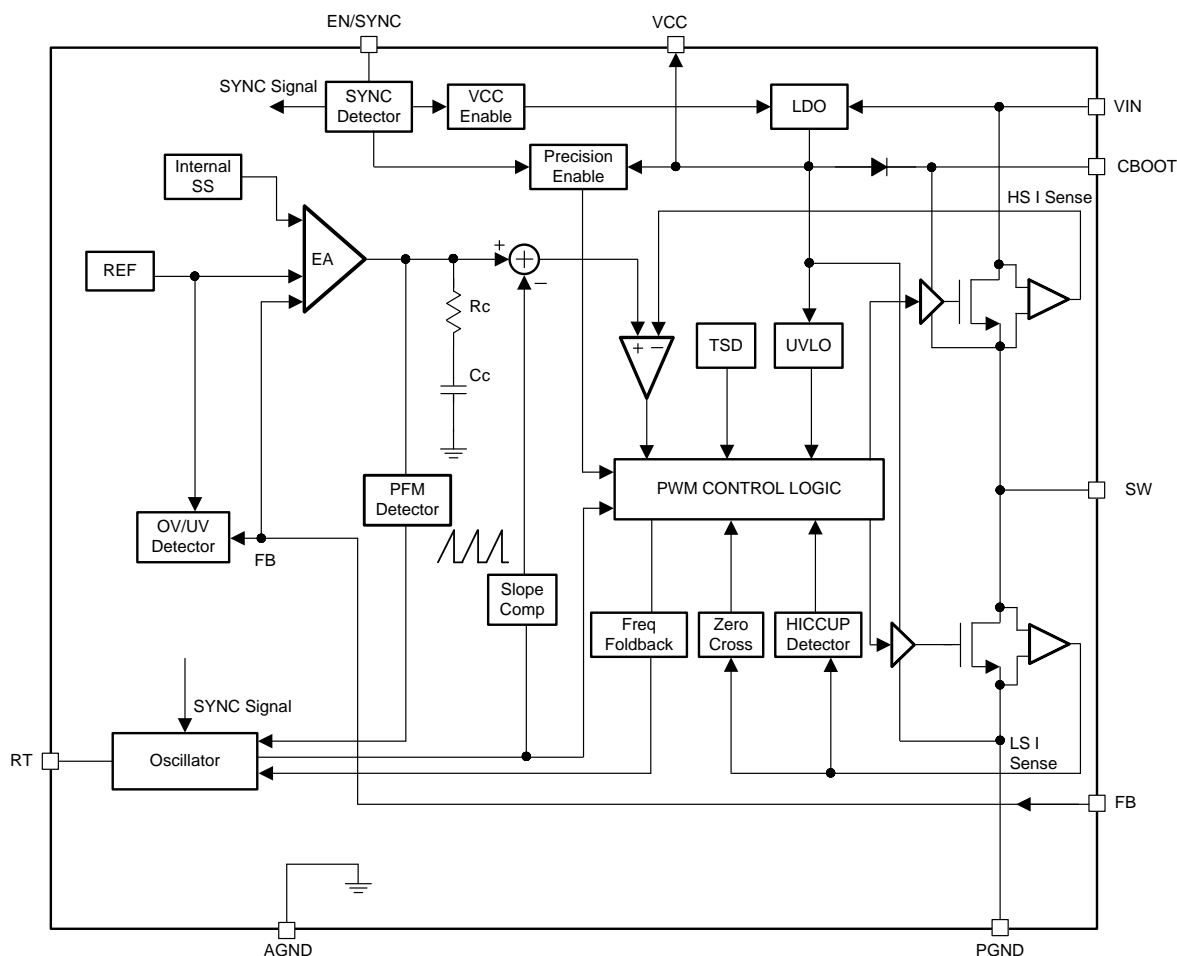 EN/SYNC
VCC
SYNC Signal
SYNC
Detector
VCC
Enable
LDO
VIN
Internal
SS
Precision
Enable
CBOOT
HS I Sense
REF
EA
+
+
−
Rc
Cc
+ −
TSD
UVLO
PFM
Detector
PWM CONTROL LOGIC
SW
OV/UV
Detector
FB
Slope
Comp
Freq
Foldback
Zero
Cross
HICCUP
Detector
SYNC Signal
RT
Oscillator
LS I
Sense
FB
AGND
PGND